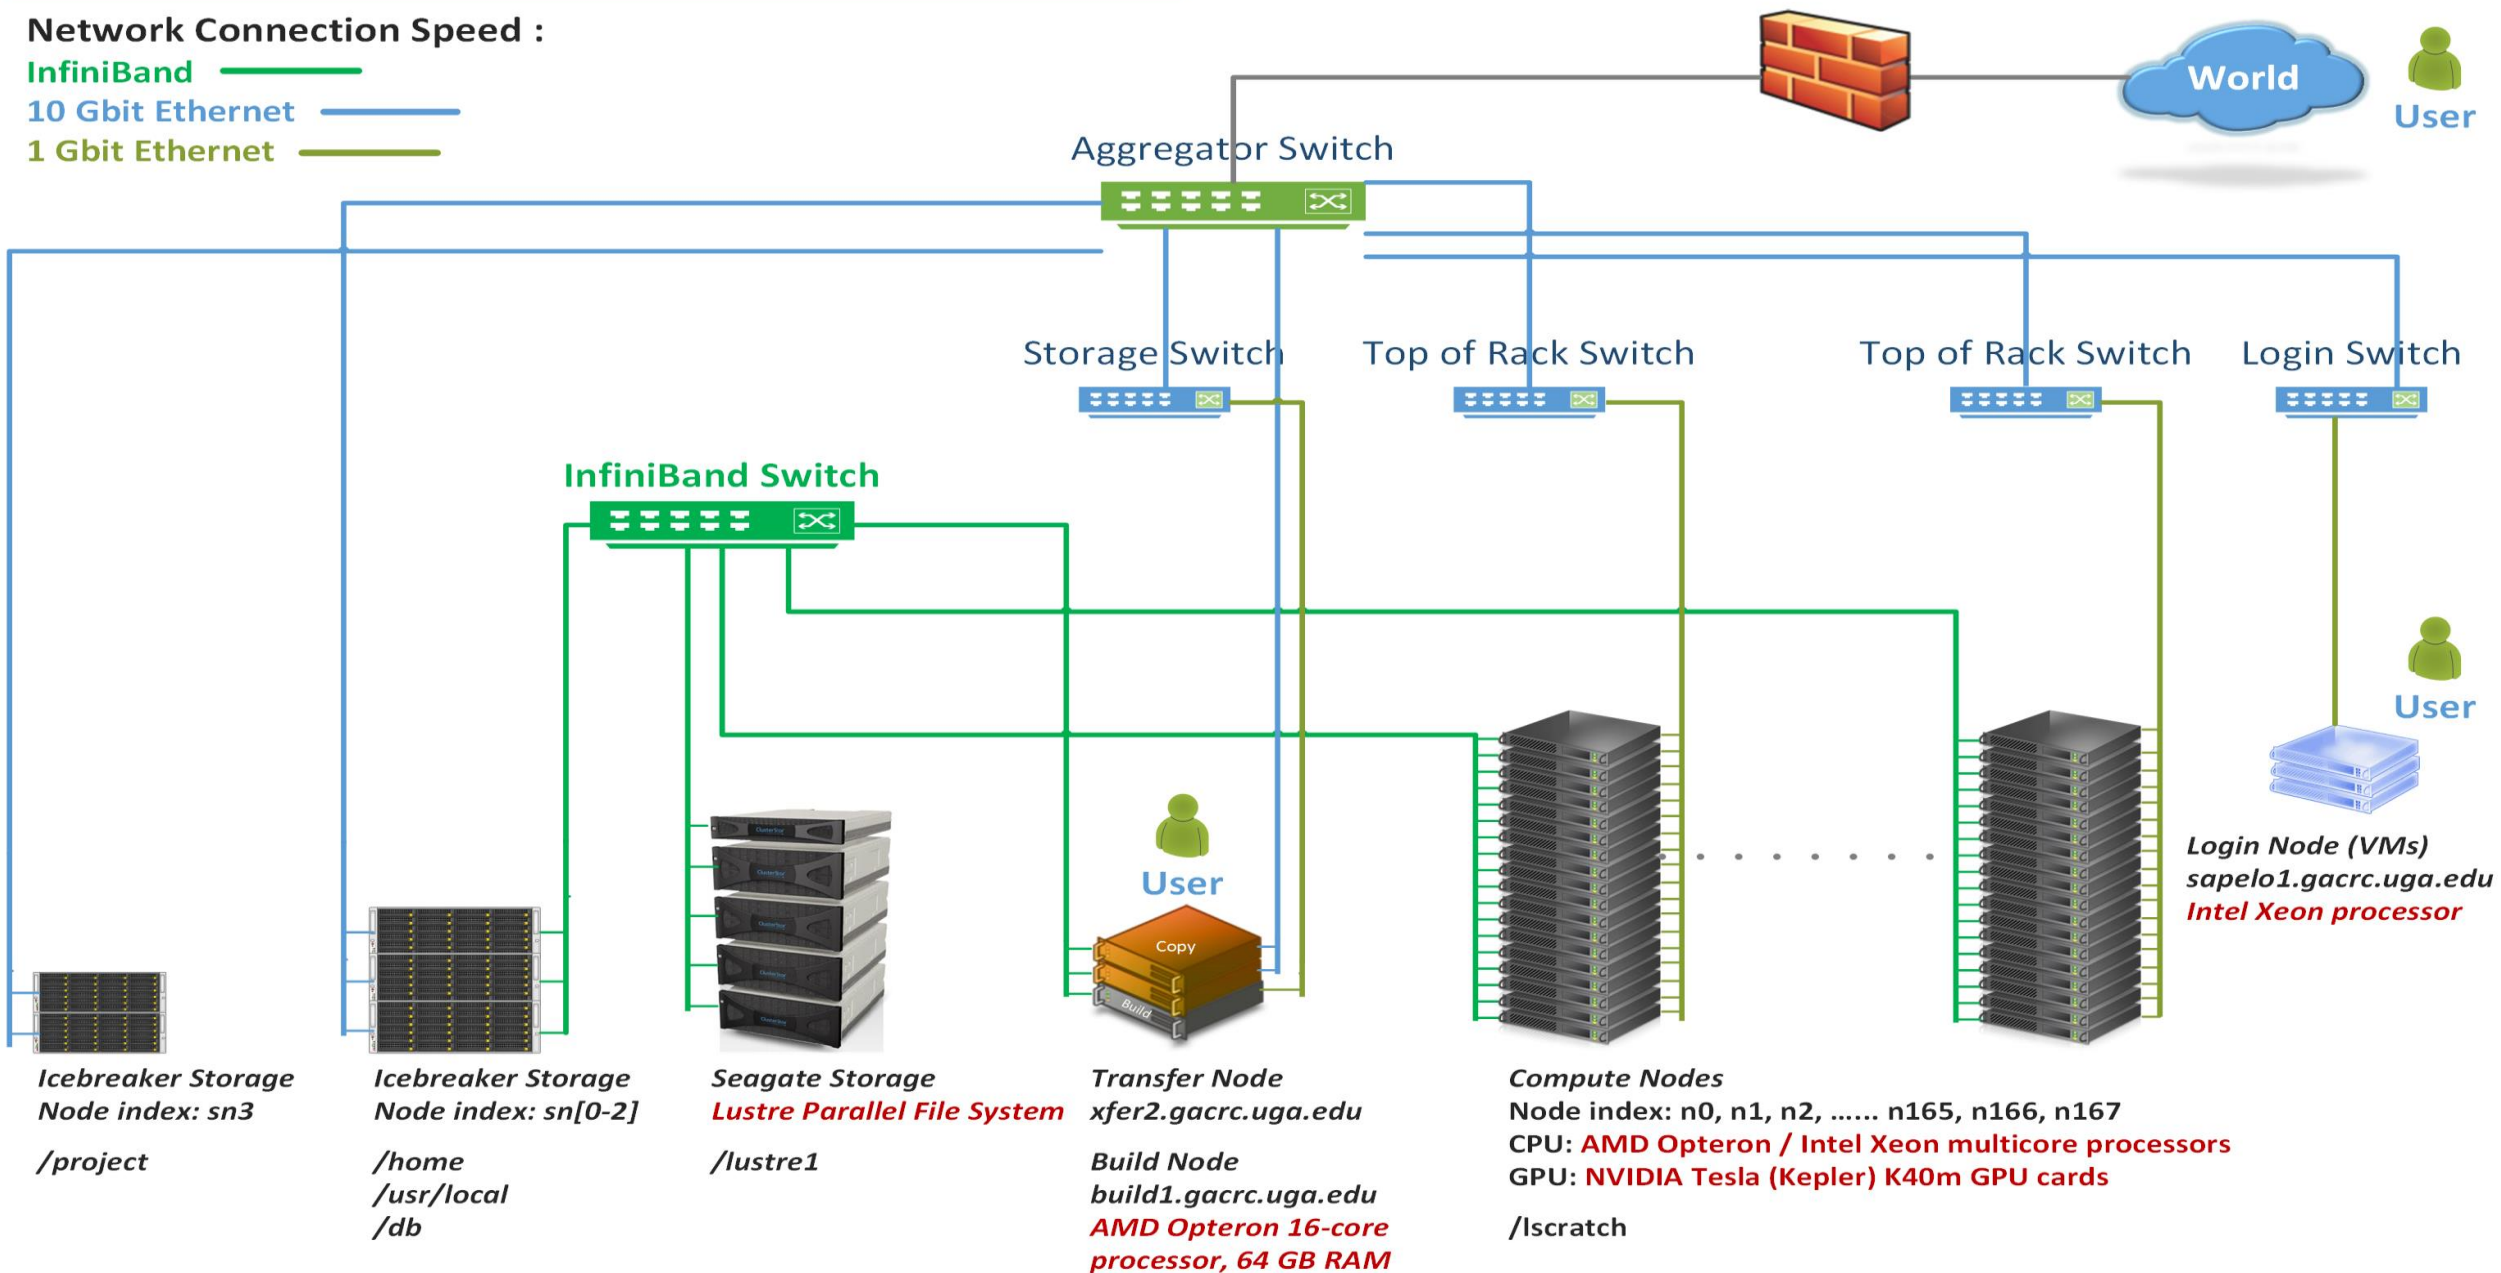 Network Connection Speed :
InfiniBand
10 Gbit Ethernet
1 Gbit Ethernet
World
User
Aggregator Switch
Storage Switch
Top of Rack Switch
Top of Rack Switch
Login Switch
InfiniBand Switch
User
User
Copy
Build
Login Node (VMs)
sapelo1.gacrc.uga.edu
Intel Xeon processor
Icebreaker Storage
Node index: sn3
/project
Icebreaker Storage
Node index: sn[0-2]
/home
/usr/local
/db
Seagate Storage
Lustre Parallel File System
/lustre1
Transfer Node
xfer2.gacrc.uga.edu
Build Node
build1.gacrc.uga.edu
AMD Opteron 16-core
processor, 64 GB RAM
Compute Nodes
Node index: n0, n1, n2, ...... n165, n166, n167
CPU: AMD Opteron / Intel Xeon multicore processors
GPU: NVIDIA Tesla (Kepler) K40m GPU cards
/lscratch